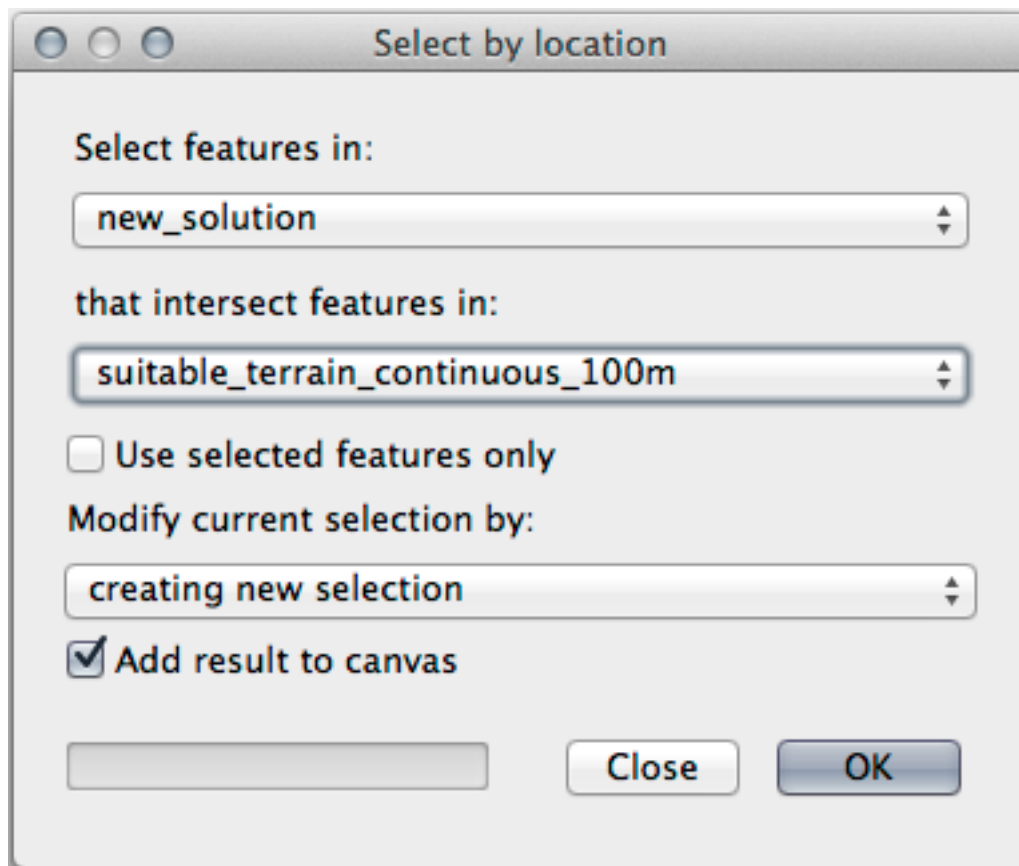 Select by location
Select features in:
new_solution
that intersect features in:
suitable_terrain_continuous_100m
Use selected features only
Modify current selection by:
creating new selection
Add result to canvas
Close OK